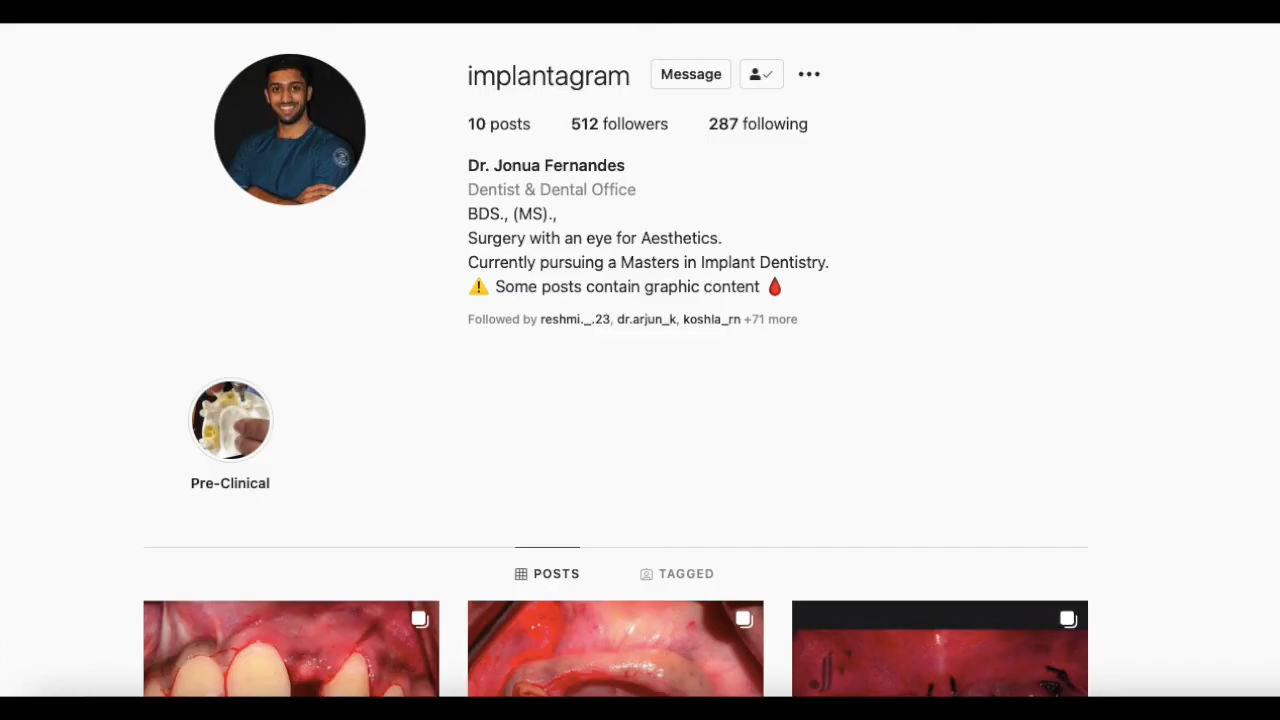 implantagram Message
10 posts 512 followers 287 following
Dr. Jonua Fernandes
Dentist & Dental Office
BDS., (MS).,
Surgery with an eye for Aesthetics.
Currently pursuing a Masters in Implant Dentistry.
⚠️ Some posts contain graphic content 🩸
Followed by reshmi._.23, dr.arjun_k, koshla_rn +71 more
Pre-Clinical
POSTS TAGGED